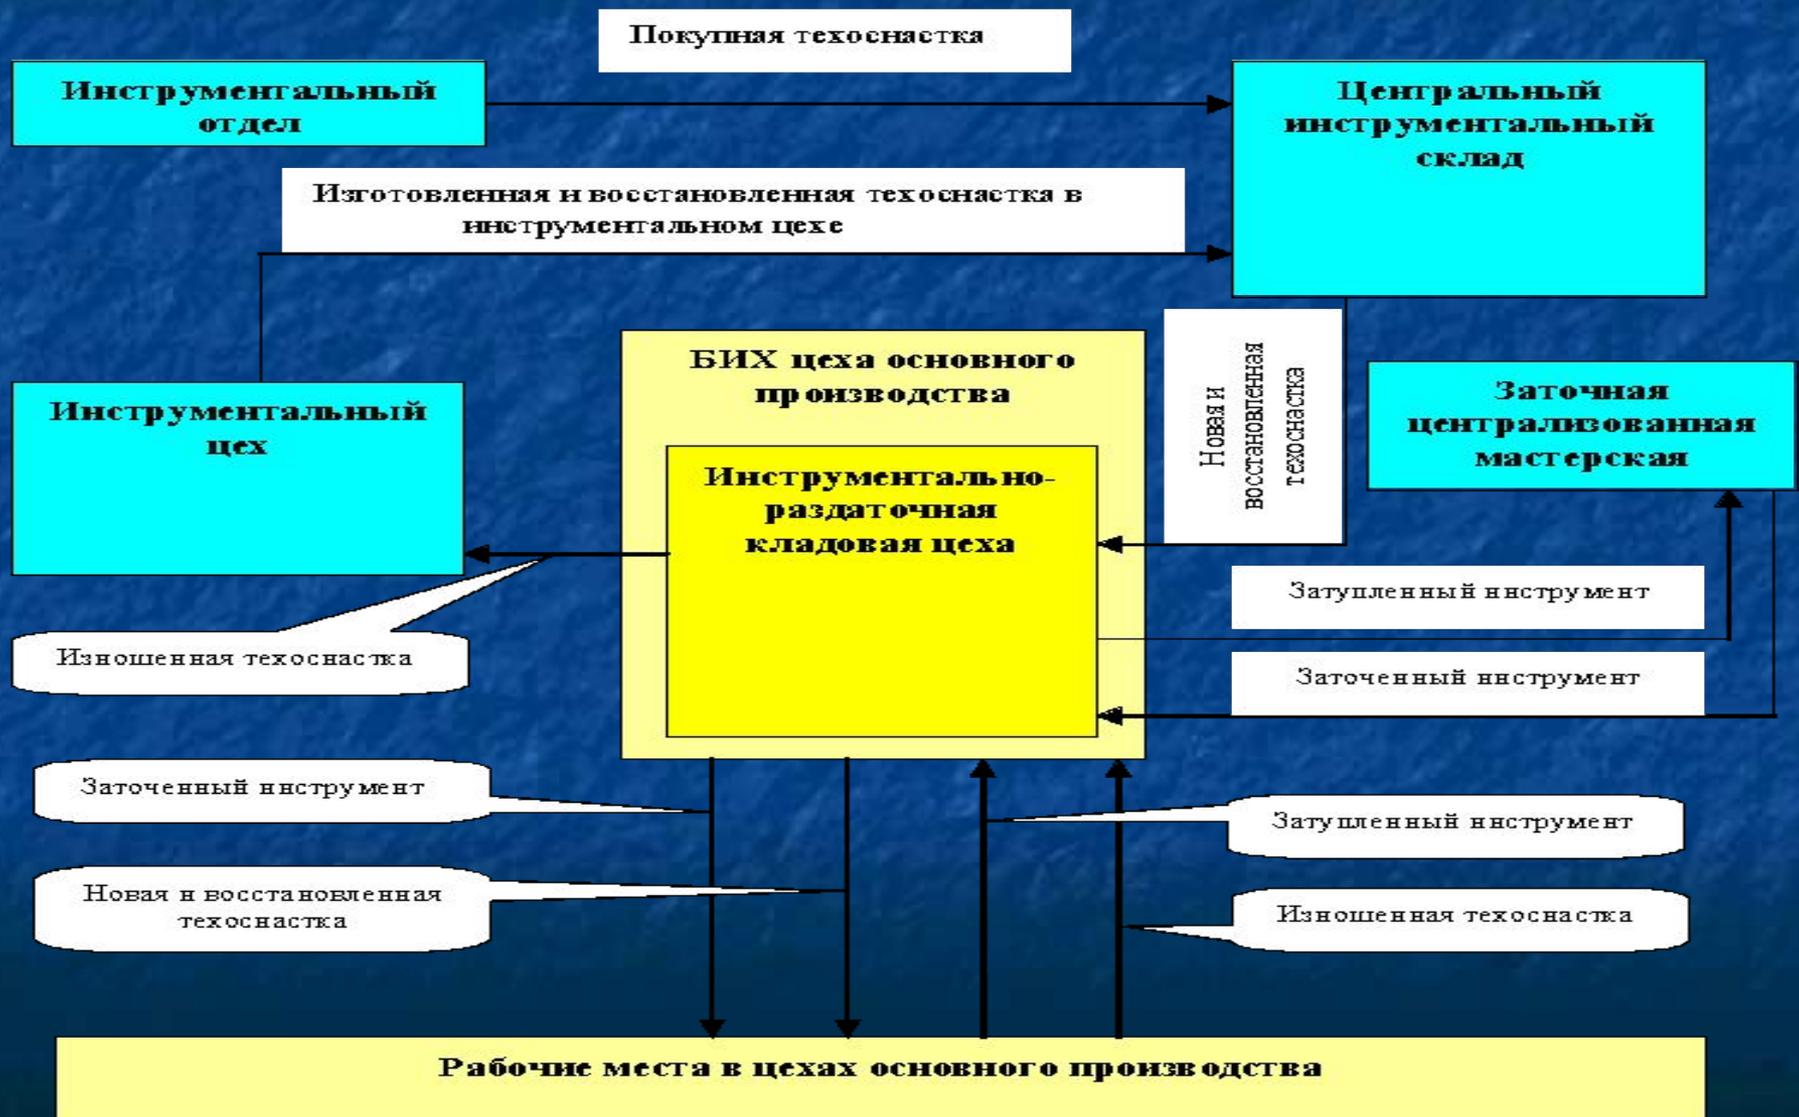 Покупная техоснастка
Инструментальный
отдел
Центральный
инструментальный
склад
Изготовленная и восстановленная техоснастка в
инструментальном цехе
БИХ цеха основного
производства
Новая и
восстановленная
техоснастка
Заточная
централизованная
мастерская
Инструментальный
цех
Инструментально-
раздаточная
кладовая цеха
Затупленный инструмент
Изношенная техоснастка
Заточенный инструмент
Заточенный инструмент
Затупленный инструмент
Новая и восстановленная
техоснастка
Изношенная техоснастка
Рабочие места в цехах основного производства